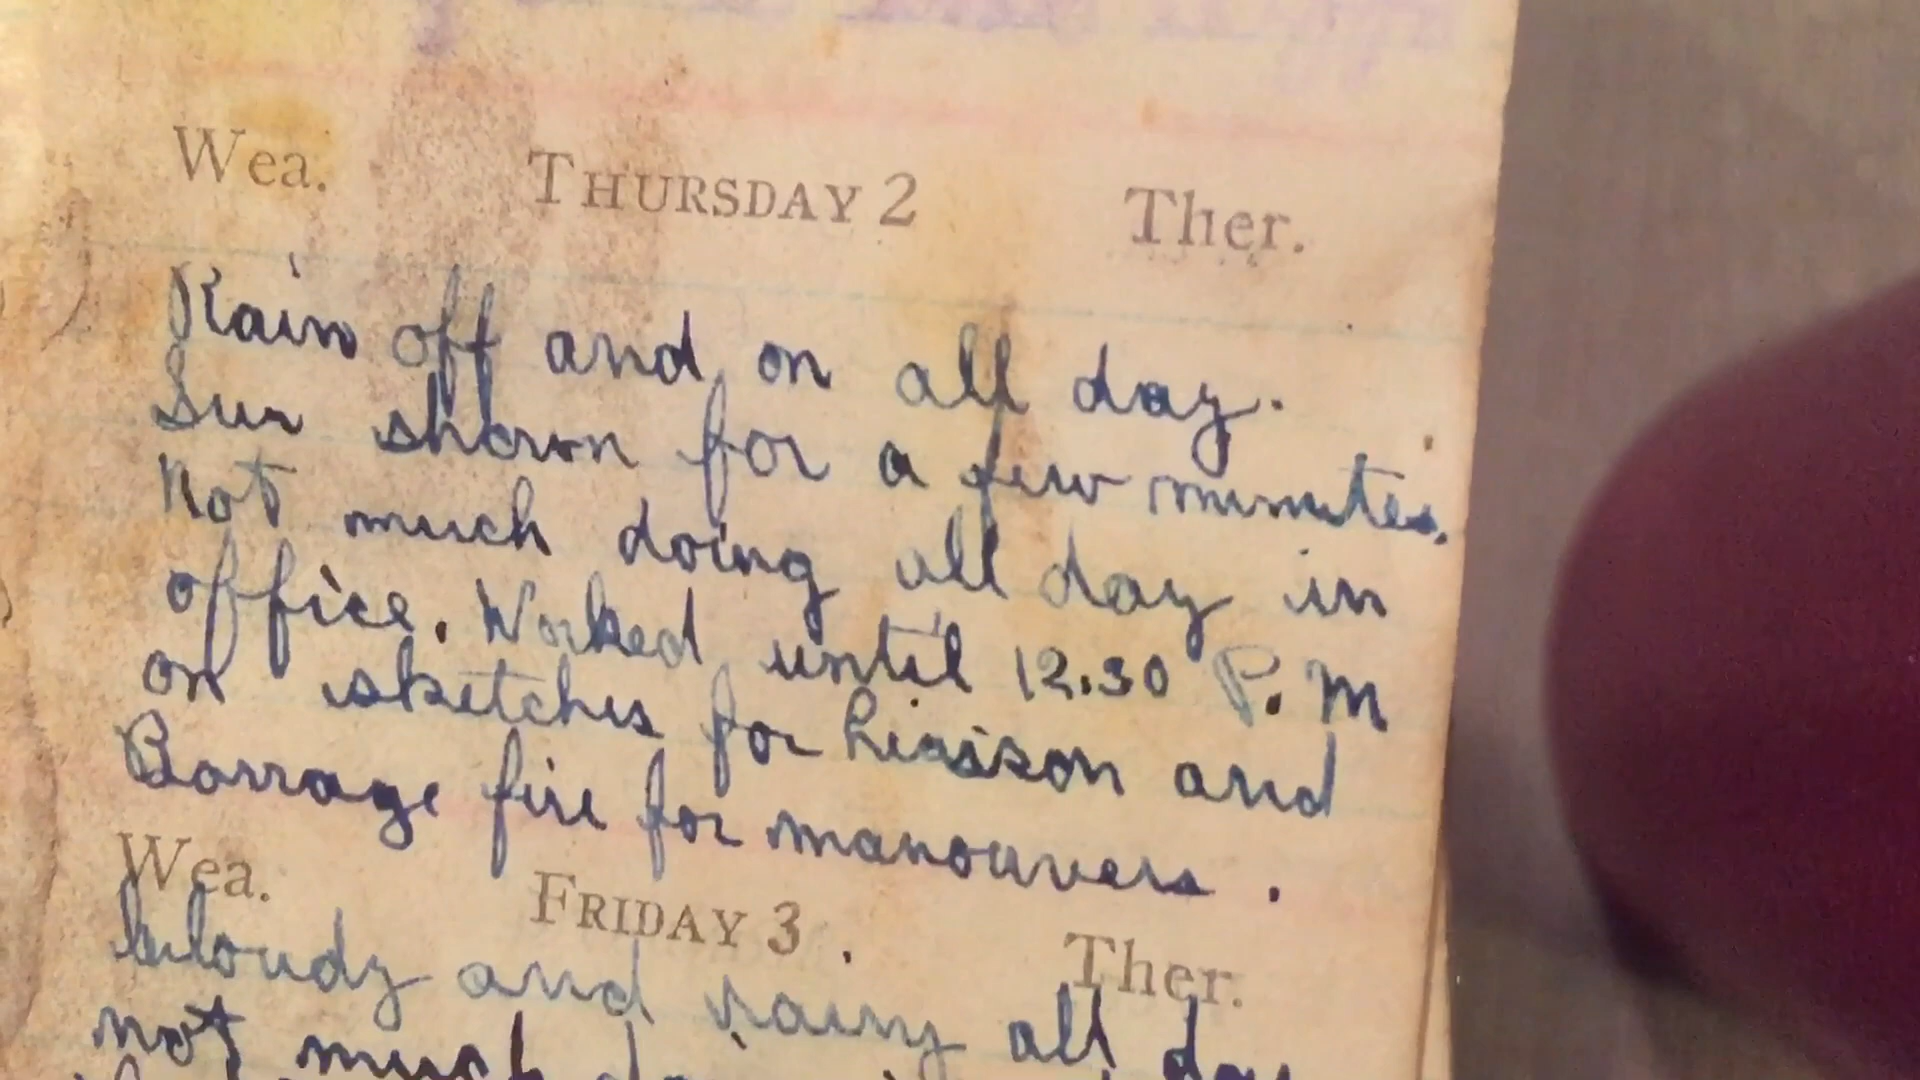 Wea. THURSDAY 2 Ther.
Rain off and on all day.
Sun shown for a few minutes.
Not much doing all day in
office. Worked until 12.30 P.M
on sketches for Liaison and
Barrage fire for manouvers.
Wea. FRIDAY 3. Ther.
Cloudy and rainy all day
not much